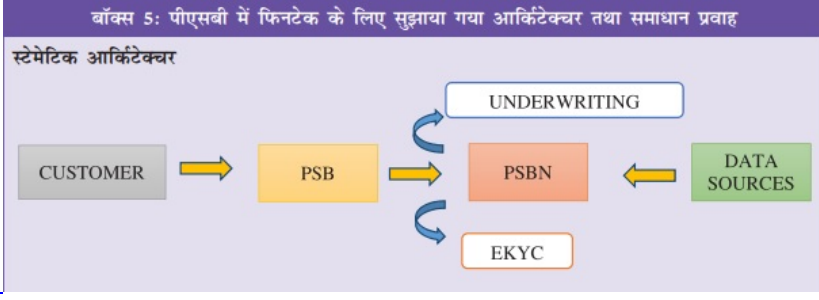 बॉक्स 5: पीएसबी में फिनटेक के लिए सुझाया गया आर्किटेक्चर तथा समाधान प्रवाह
स्टेमेटिक आर्किटेक्चर
UNDERWRITING
CUSTOMER
PSB
PSBN
DATA
SOURCES
EKYC